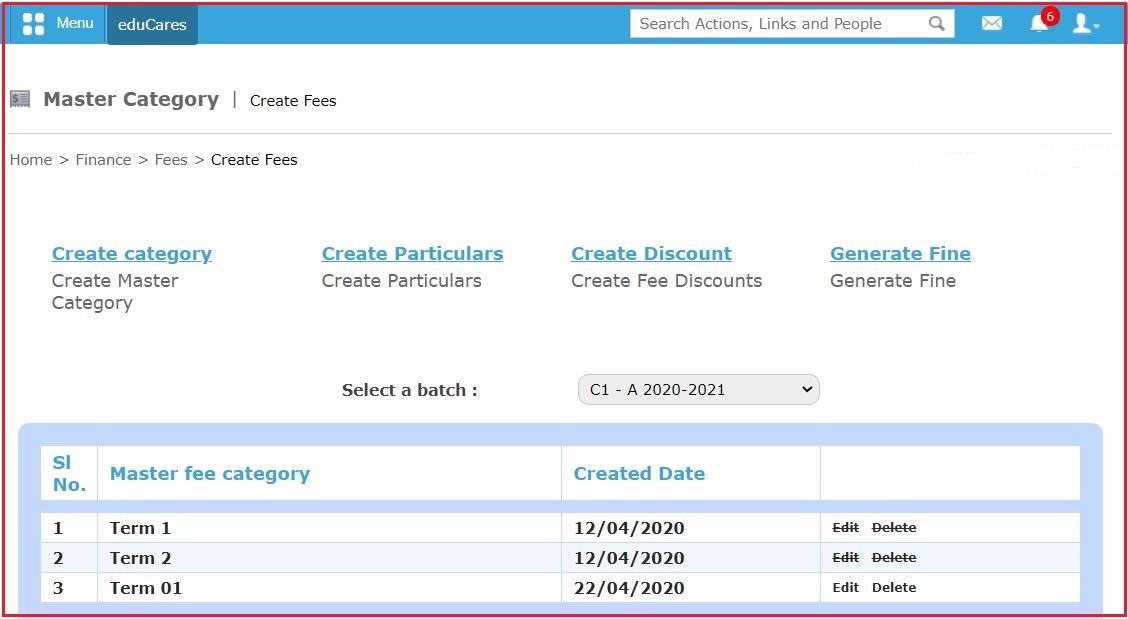 Menu educCares Search Actions, Links and People 6
Master Category | Create Fees
Home > Finance > Fees > Create Fees
Create category Create Particulars Create Discount Generate Fine
Create Master Create Particulars Create Fee Discounts Generate Fine
Category
Select a batch : C1 - A 2020-2021
Sl
No. Master fee category Created Date
1 Term 1 12/04/2020 Edit Delete
2 Term 2 12/04/2020 Edit Delete
3 Term 01 22/04/2020 Edit Delete